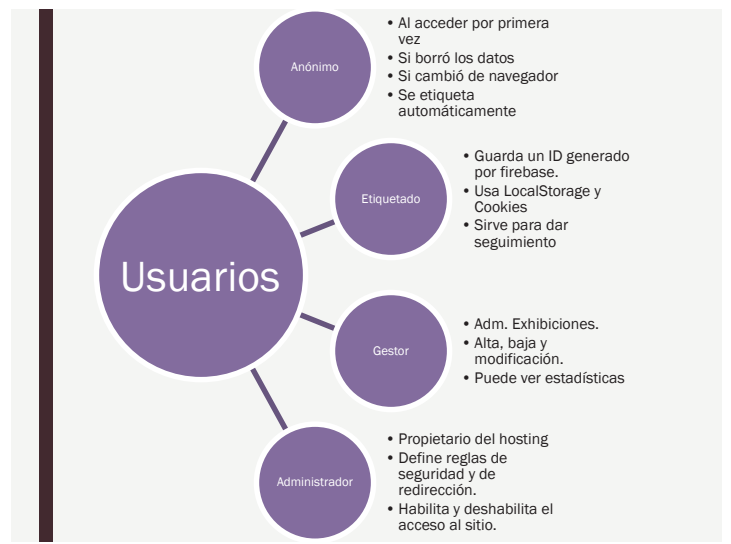 Usuarios
Anónimo
• Al acceder por primera
vez
• Si borró los datos
• Si cambió de navegador
• Se etiqueta
automáticamente
Etiquetado
• Guarda un ID generado
por firebase.
• Usa LocalStorage y
Cookies
• Sirve para dar
seguimiento
Gestor
• Adm. Exhibiciones.
• Alta, baja y
modificación.
• Puede ver estadísticas
Administrador
• Propietario del hosting
• Define reglas de
seguridad y de
redirección.
• Habilita y deshabilita el
acceso al sitio.